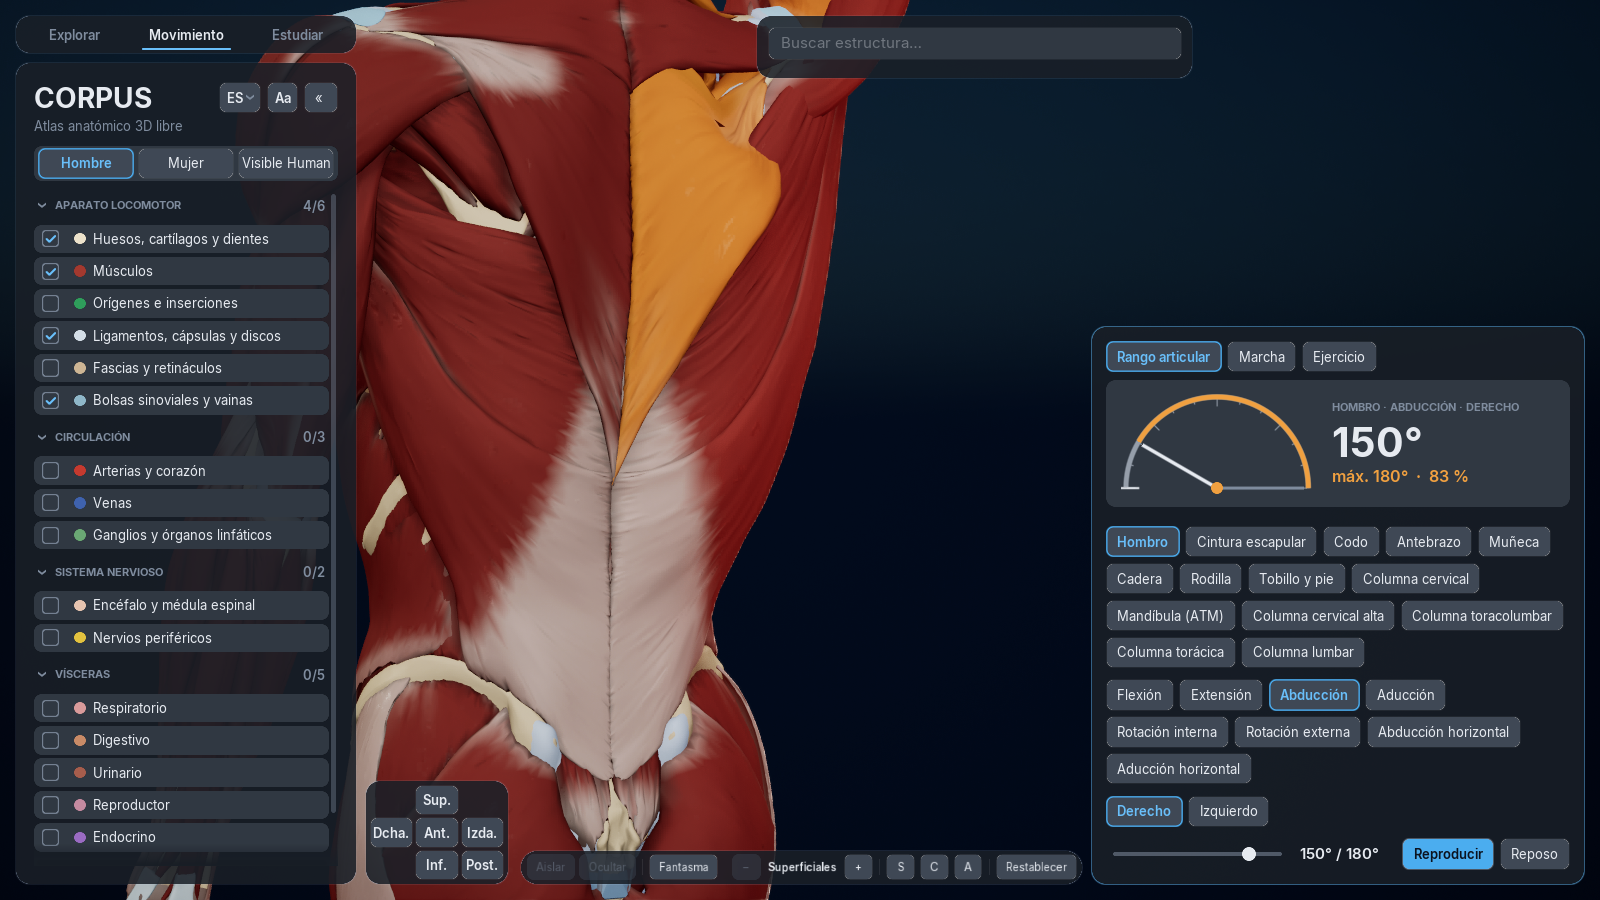 Explorar Movimiento Estudiar
Buscar estructura...
CORPUS ES Aa «
Atlas anatómico 3D libre
Hombre Mujer Visible Human
APARATO LOCOMOTOR 4/6
Huesos, cartílagos y dientes
Músculos
Orígenes e inserciones
Ligamentos, cápsulas y discos
Fascias y retináculos
Bolsas sinoviales y vainas
CIRCULACIÓN 0/3
Arterias y corazón
Venas
Ganglios y órganos linfáticos
SISTEMA NERVIOSO 0/2
Encéfalo y médula espinal
Nervios periféricos
VÍSCERAS 0/5
Respiratorio
Digestivo
Urinario
Reproductor
Endocrino
Sup.
Dcha. Ant. Izda.
Inf. Post.
Aislar Ocultar Fantasma − Superficiales + S C A Restablecer
Rango articular Marcha Ejercicio
HOMBRO · ABDUCCIÓN · DERECHO
150°
máx. 180° · 83 %
Hombro Cintura escapular Codo Antebrazo Muñeca
Cadera Rodilla Tobillo y pie Columna cervical
Mandíbula (ATM) Columna cervical alta Columna toracolumbar
Columna torácica Columna lumbar
Flexión Extensión Abducción Aducción
Rotación interna Rotación externa Abducción horizontal
Aducción horizontal
Derecho Izquierdo
150° / 180° Reproducir Reposo